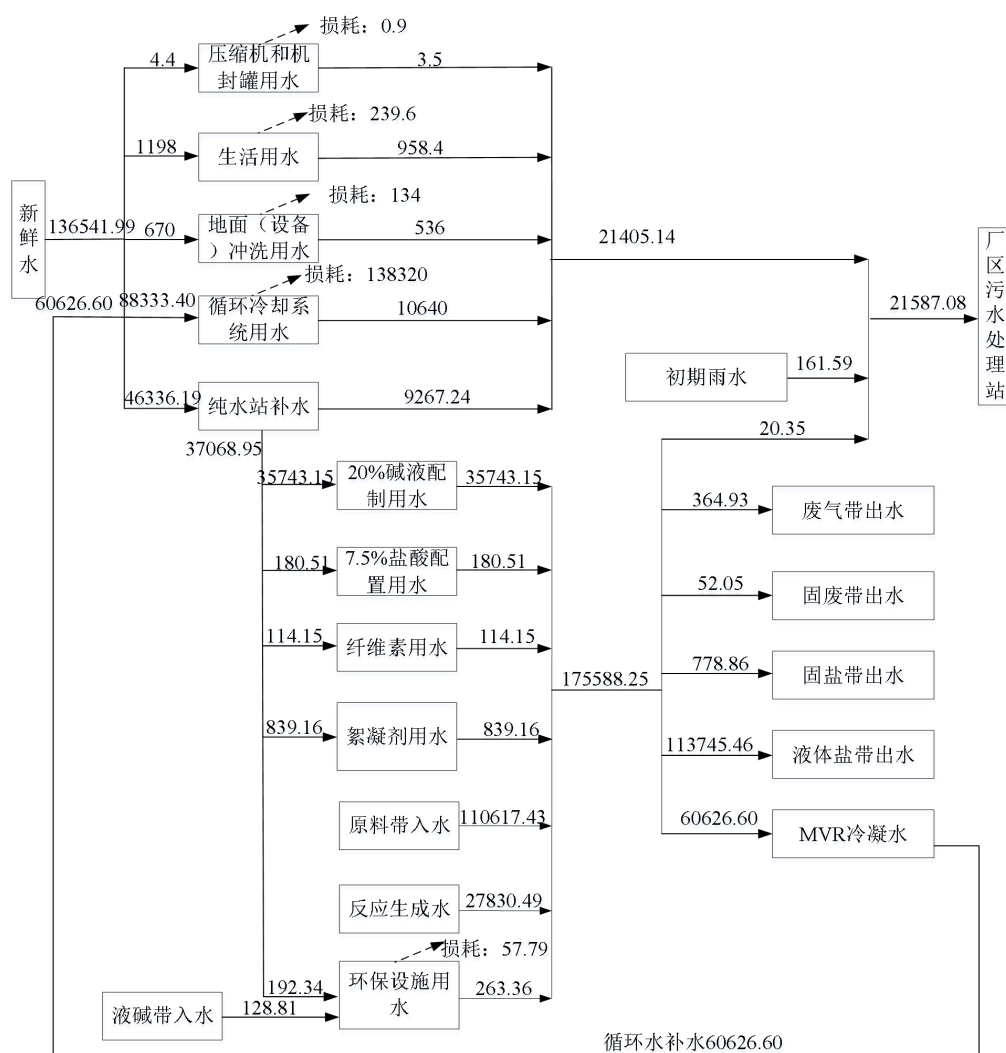 损耗：0.9
4.4
压缩机和机
封罐用水
3.5
损耗：239.6
1198
生活用水
958.4
新
鲜
水
136541.99
损耗：134
670
地面（设备
）冲洗用水
536
21405.14
厂
区
污
水
处
理
站
60626.60
88333.40
损耗：138320
循环冷却系
统用水
10640
21587.08
初期雨水
161.59
46336.19
纯水站补水
9267.24
37068.95
20.35
35743.15
20%碱液配
制用水
35743.15
364.93
废气带出水
180.51
7.5%盐酸配
置用水
180.51
52.05
固废带出水
114.15
纤维素用水
114.15
175588.25
778.86
固盐带出水
839.16
絮凝剂用水
839.16
113745.46
液体盐带出水
原料带入水
110617.43
60626.60
MVR冷凝水
反应生成水
27830.49
损耗：57.79
192.34
环保设施用
水
263.36
液碱带入水
128.81
循环水补水60626.60